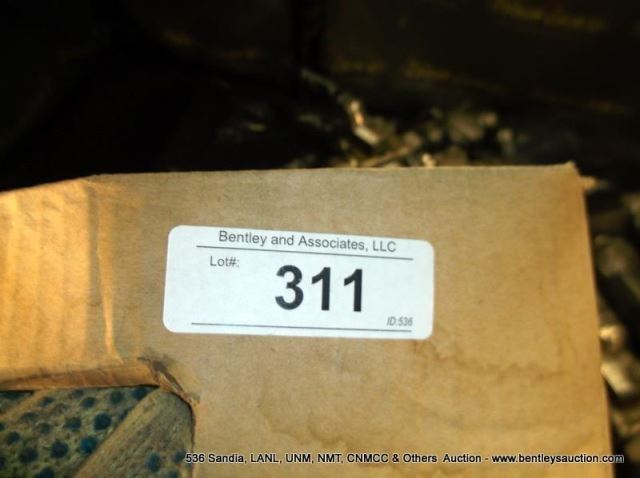 Bentley and Associates, LLC
Lot#:
311
ID:536
536 Sandia, LANL, UNM, NMT, CNMCC & Others Auction - www.bentleysauction.com